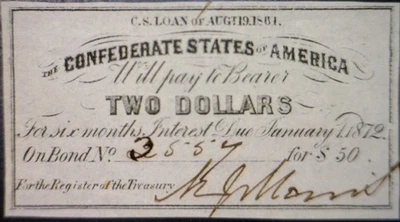 C.S. LOAN OF AUGT 19, 1861.
THE CONFEDERATE STATES OF AMERICA
Will pay to Bearer
TWO DOLLARS
For six months Interest Due January 1, 1872.
On Bond No. 2557 for $ 50
For the Register of the Treasury